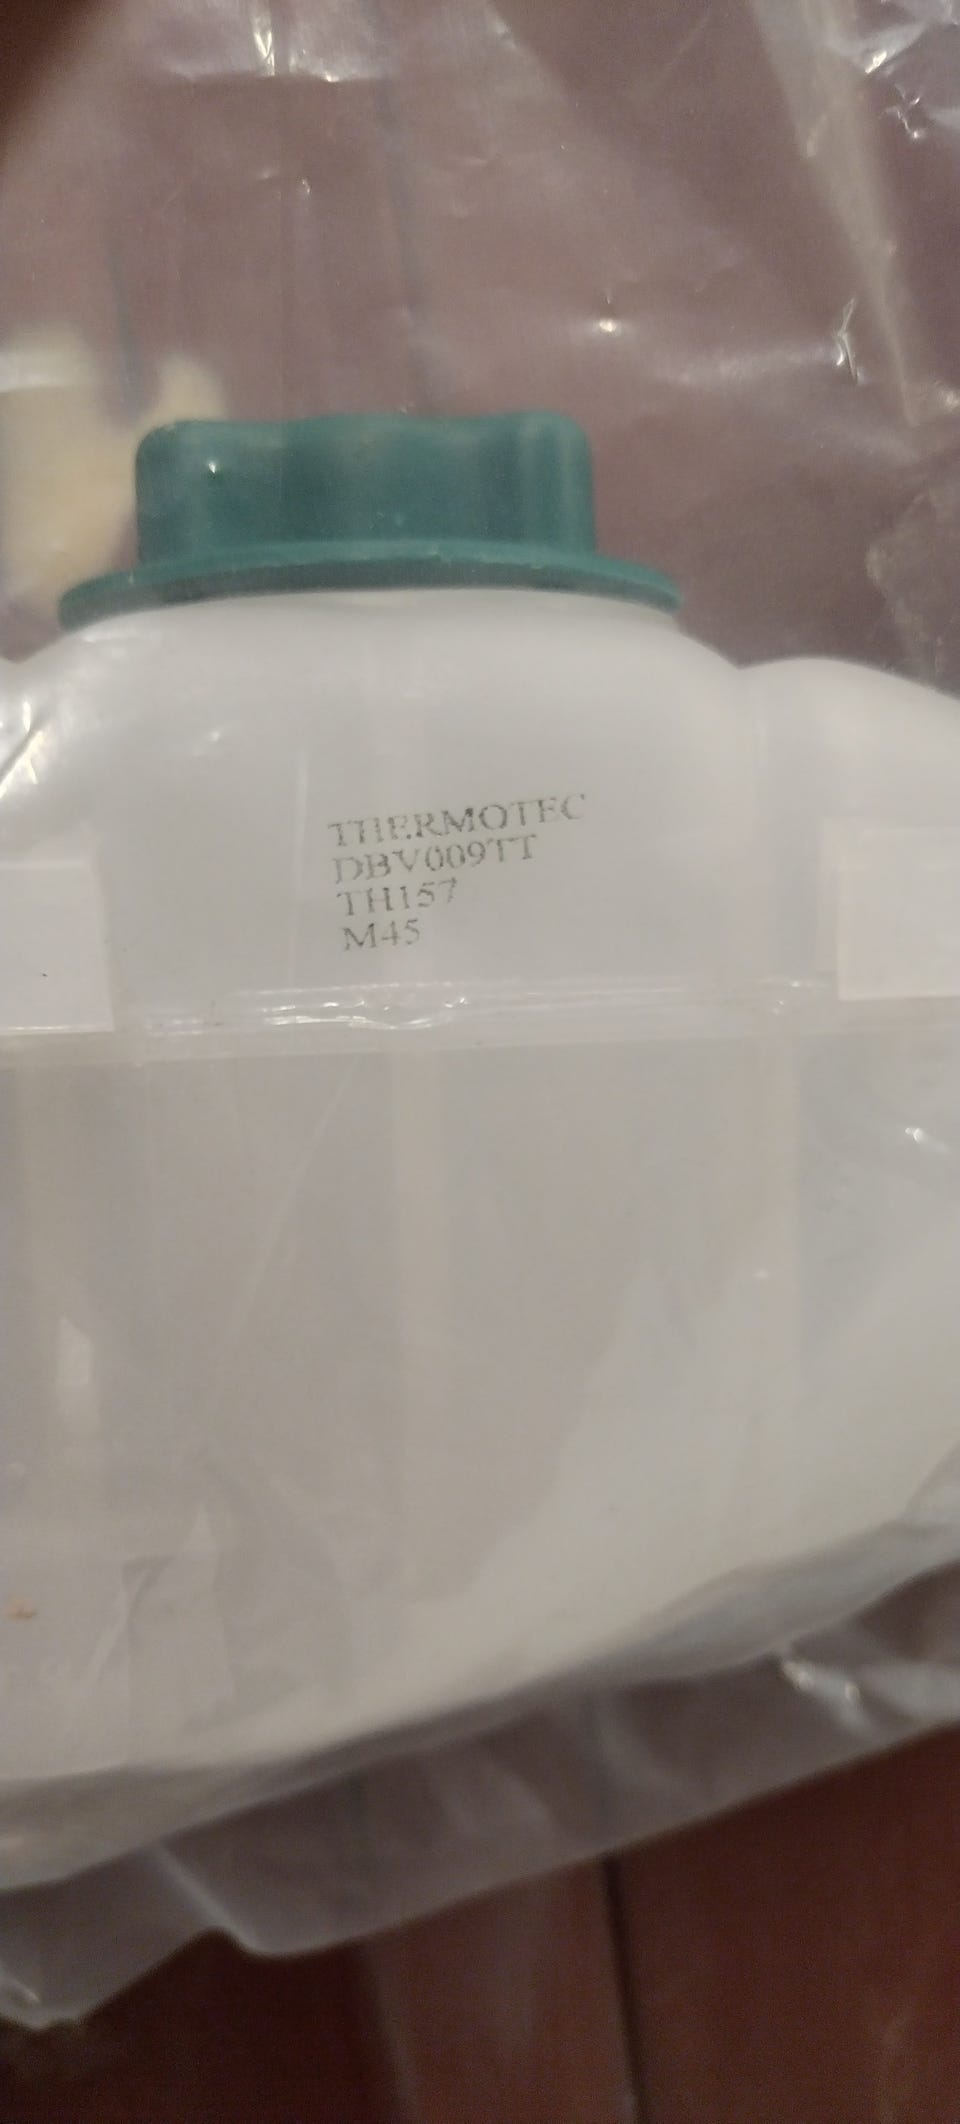 THERMOTEC
DBV009TT
TH157
M45